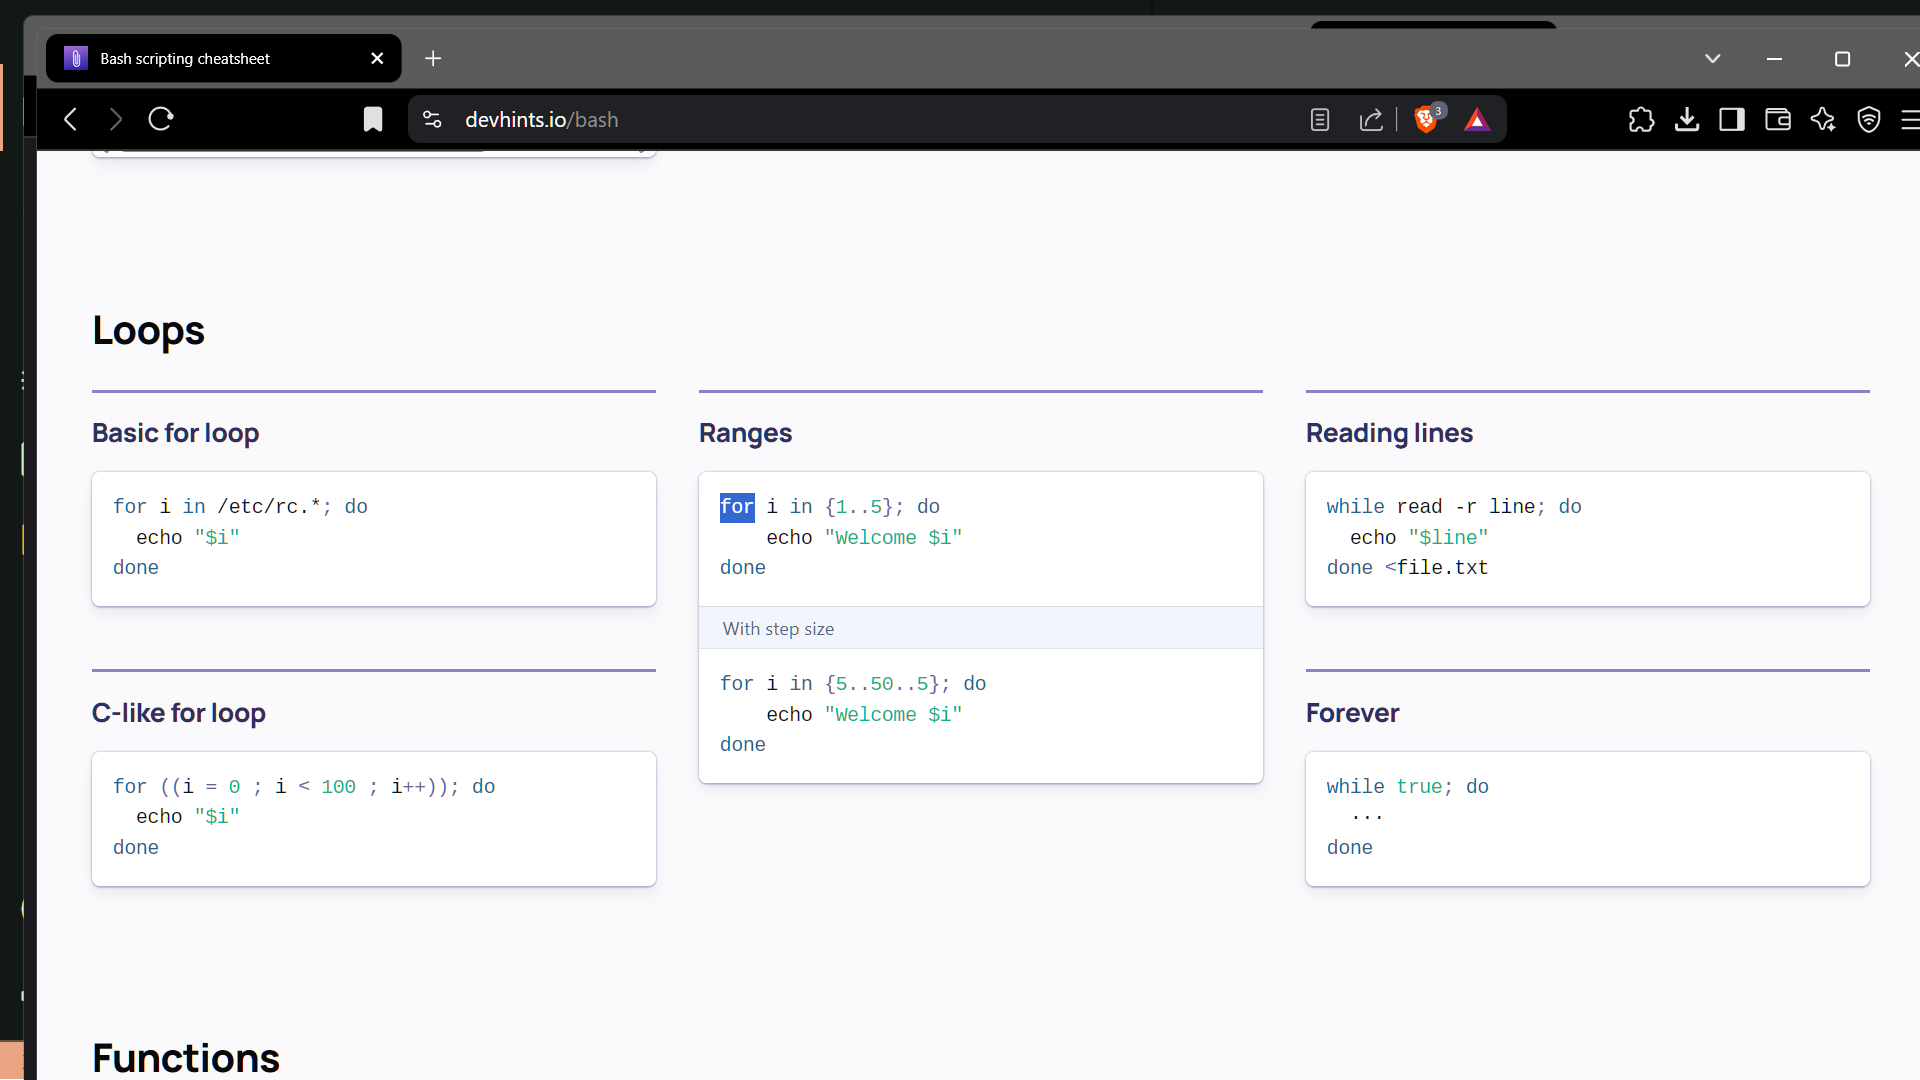 Bash scripting cheatsheet
devhints.io/bash
3
Loops
Basic for loop
for i in /etc/rc.*; do
  echo "$i"
done
C-like for loop
for ((i = 0 ; i < 100 ; i++)); do
  echo "$i"
done
Ranges
for i in {1..5}; do
    echo "Welcome $i"
done
With step size
for i in {5..50..5}; do
    echo "Welcome $i"
done
Reading lines
while read -r line; do
  echo "$line"
done <file.txt
Forever
while true; do
  ...
done
Functions